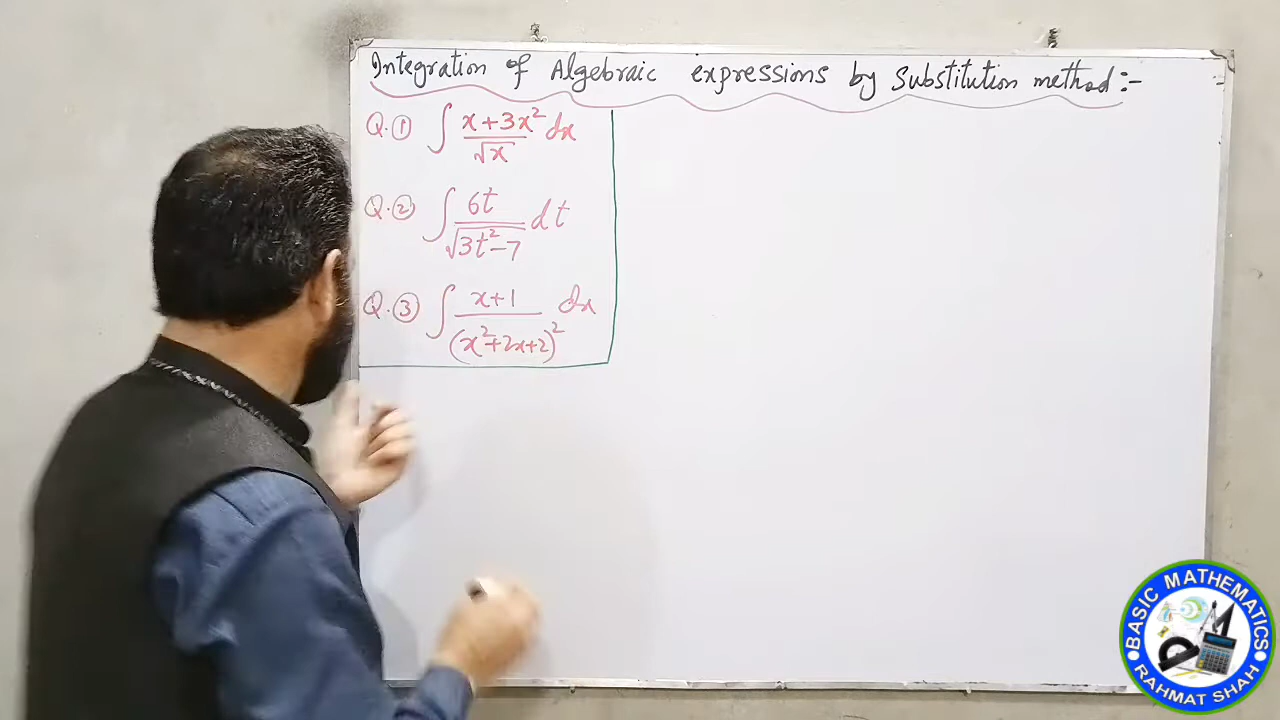 Integration of Algebraic expressions by Substitution method:-
Q.① ∫ x+3x²/√x dx
Q.② ∫ 6t/√3t²-7 dt
Q.③ ∫ x+1/(x²+2x+2)² dx
BASIC MATHEMATICS
RAHMAT SHAH